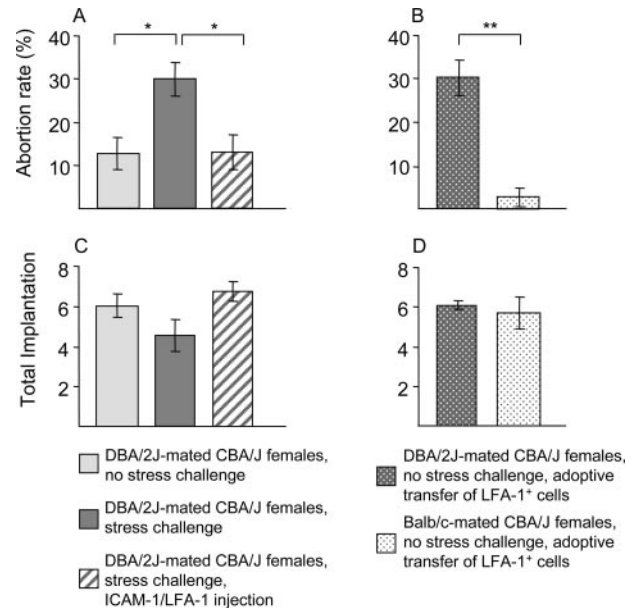 A
B
* *
**
Abortion rate (%)
40
30
20
10
40
30
20
10
C
D
Total Implantation
8
6
4
2
8
6
4
2
DBA/2J-mated CBA/J females,
no stress challenge
DBA/2J-mated CBA/J females,
stress challenge
DBA/2J-mated CBA/J females,
stress challenge,
ICAM-1/LFA-1 injection
DBA/2J-mated CBA/J females,
no stress challenge, adoptive
transfer of LFA-1⁺ cells
Balb/c-mated CBA/J females,
no stress challenge, adoptive
transfer of LFA-1⁺ cells